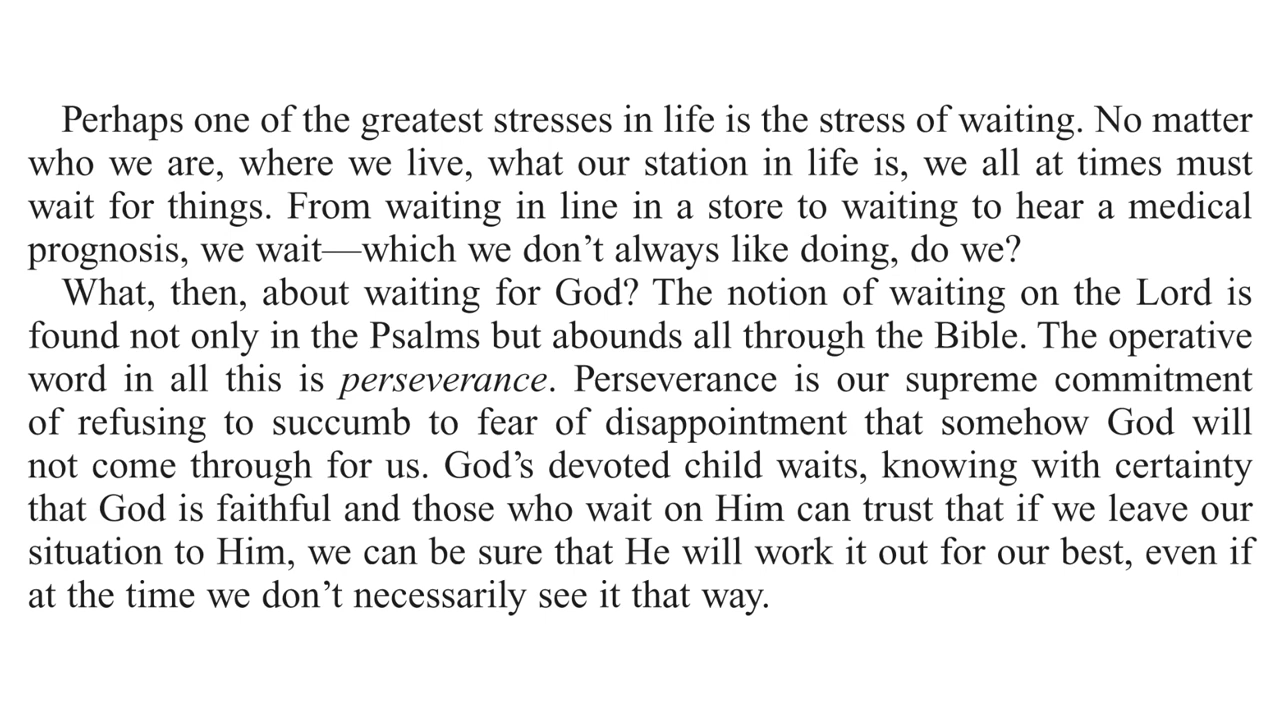 Perhaps one of the greatest stresses in life is the stress of waiting. No matter
who we are, where we live, what our station in life is, we all at times must
wait for things. From waiting in line in a store to waiting to hear a medical
prognosis, we wait—which we don’t always like doing, do we?
What, then, about waiting for God? The notion of waiting on the Lord is
found not only in the Psalms but abounds all through the Bible. The operative
word in all this is perseverance. Perseverance is our supreme commitment
of refusing to succumb to fear of disappointment that somehow God will
not come through for us. God’s devoted child waits, knowing with certainty
that God is faithful and those who wait on Him can trust that if we leave our
situation to Him, we can be sure that He will work it out for our best, even if
at the time we don’t necessarily see it that way.